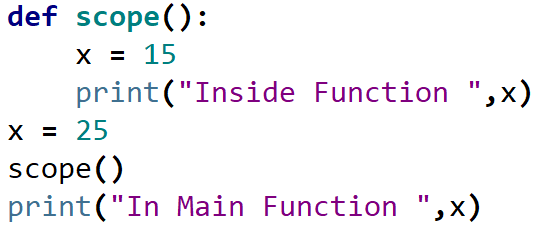 def scope():
    x = 15
    print("Inside Function ",x)
x = 25
scope()
print("In Main Function ",x)